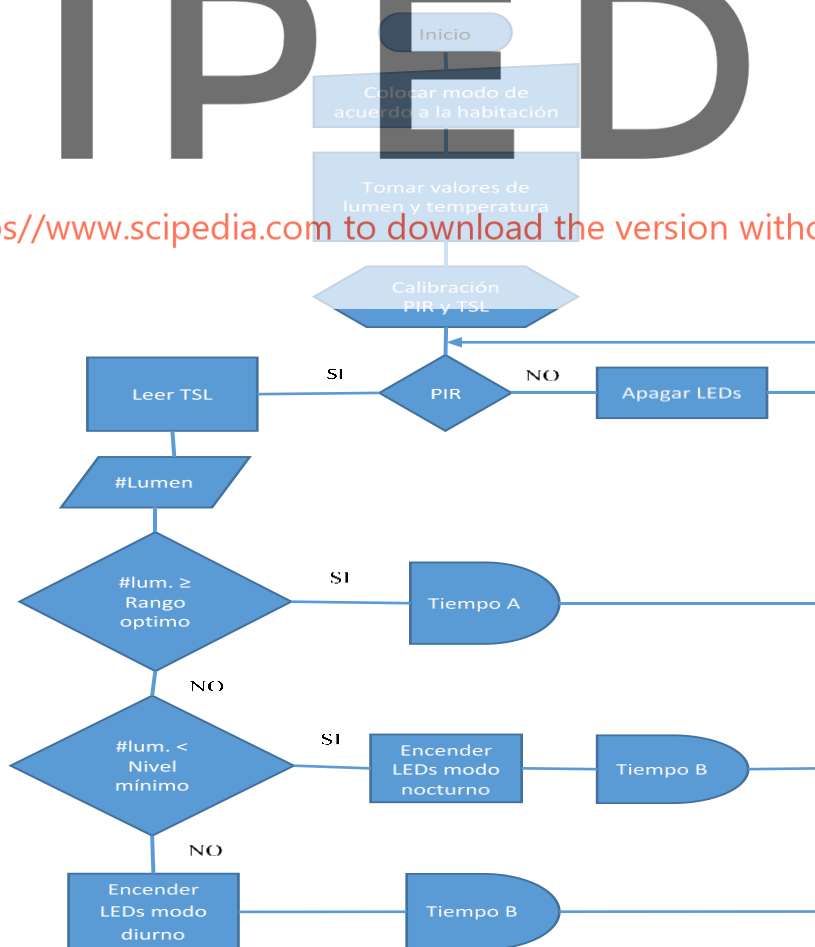 IPED
Inicio
Colocar modo de
acuerdo a la habitación
Tomar valores de
lumen y temperatura
s//www.scipedia.com to download the version witho
Calibración
PIR y TSL
Leer TSL
SI
PIR
NO
Apagar LEDs
#Lumen
#lum. ≥
Rango
optimo
SI
Tiempo A
NO
#lum. <
Nivel
mínimo
SI
Encender
LEDs modo
nocturno
Tiempo B
NO
Encender
LEDs modo
diurno
Tiempo B